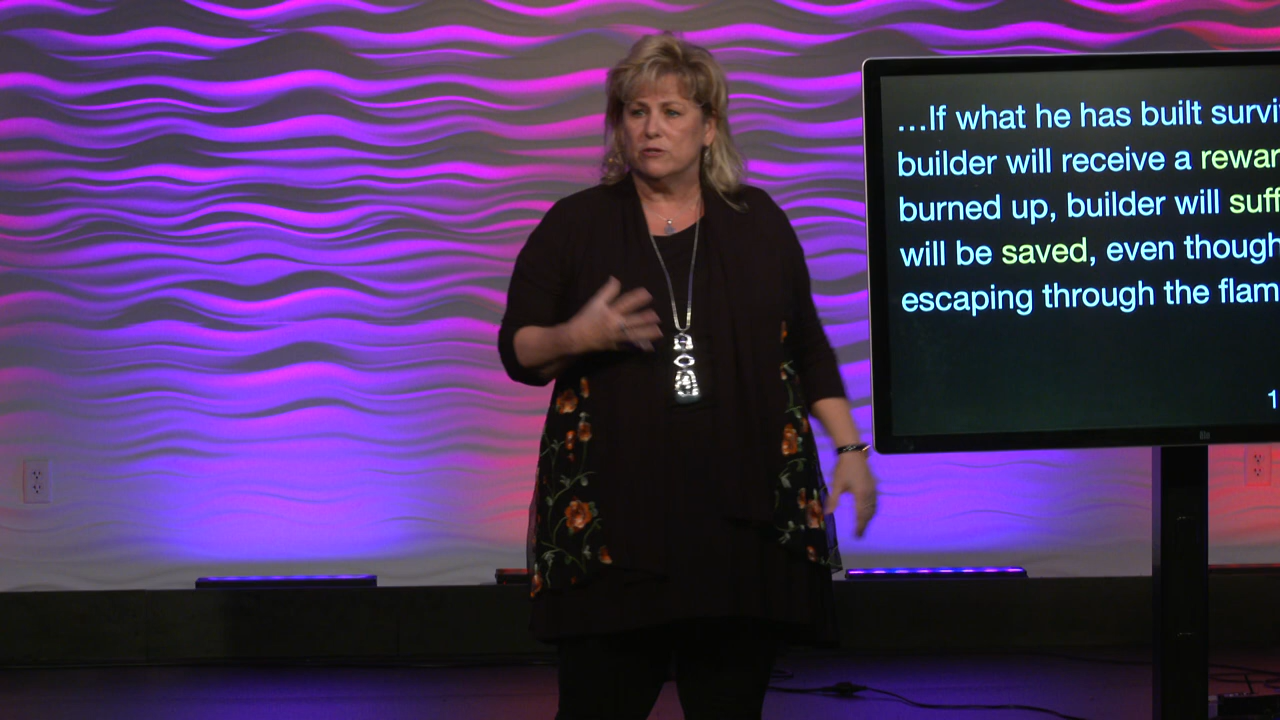 ...If what he has built survi
builder will receive a rewar
burned up, builder will suff
will be saved, even though
escaping through the flam
1